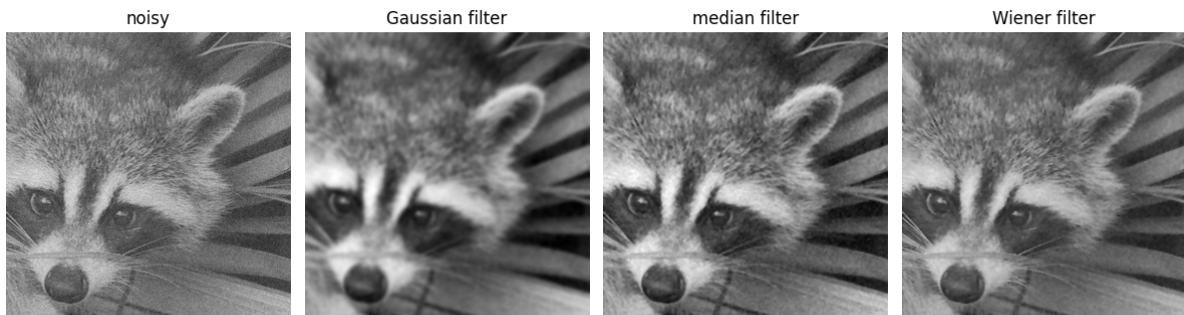 noisy
Gaussian filter
median filter
Wiener filter